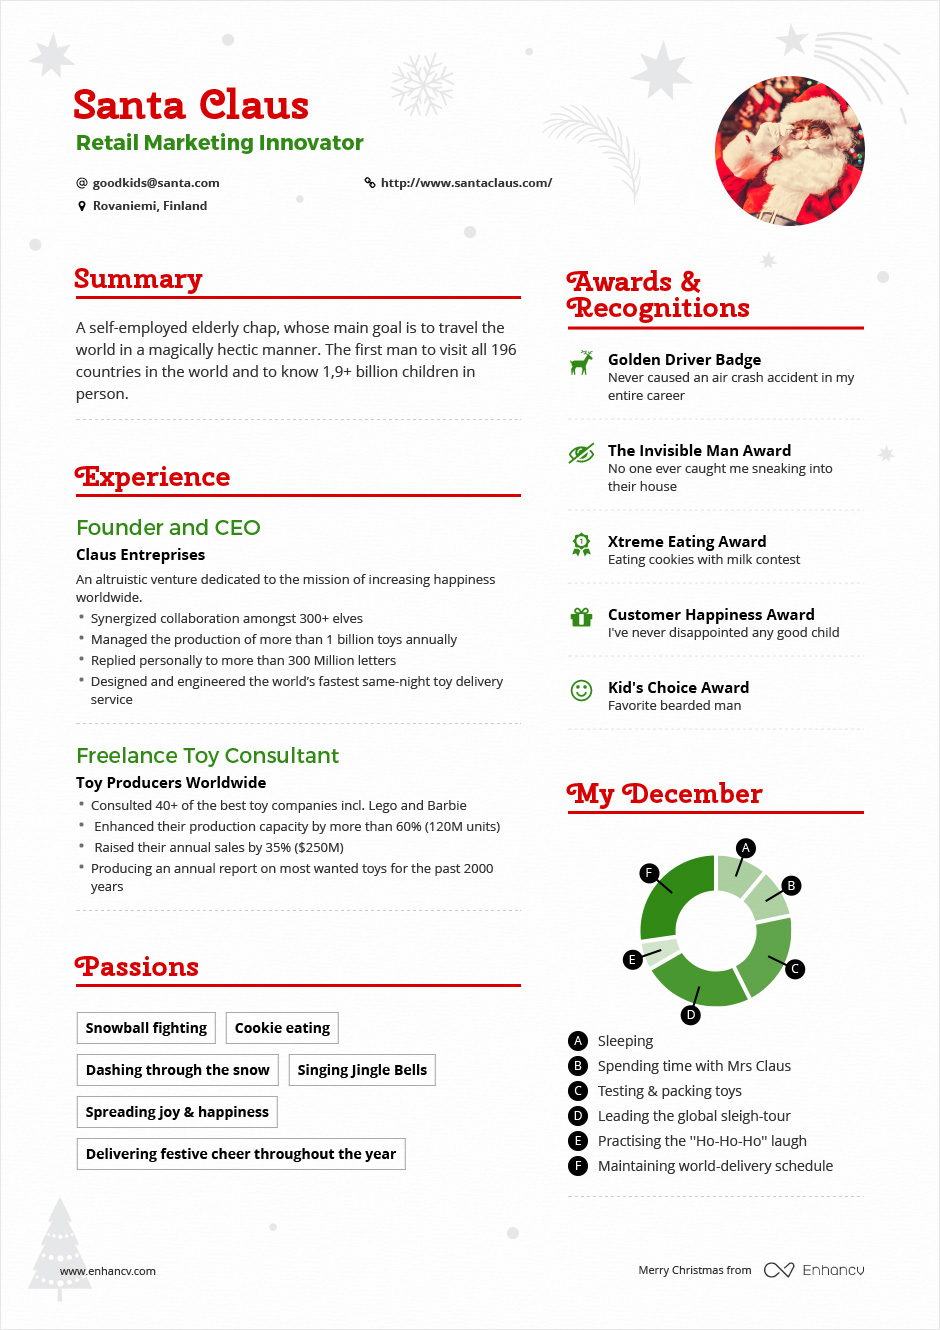 Santa Claus
Retail Marketing Innovator
goodkids@santa.com
http://www.santaclaus.com/
Rovaniemi, Finland
Summary
A self-employed elderly chap, whose main goal is to travel the
world in a magically hectic manner. The first man to visit all 196
countries in the world and to know 1,9+ billion children in
person.
Experience
Founder and CEO
Claus Entreprises
An altruistic venture dedicated to the mission of increasing happiness
worldwide.
• Synergized collaboration amongst 300+ elves
• Managed the production of more than 1 billion toys annually
• Replied personally to more than 300 Million letters
• Designed and engineered the world’s fastest same-night toy delivery
service
Freelance Toy Consultant
Toy Producers Worldwide
• Consulted 40+ of the best toy companies incl. Lego and Barbie
• Enhanced their production capacity by more than 60% (120M units)
• Raised their annual sales by 35% ($250M)
• Producing an annual report on most wanted toys for the past 2000
years
Passions
Snowball fighting
Cookie eating
Dashing through the snow
Singing Jingle Bells
Spreading joy & happiness
Delivering festive cheer throughout the year
Awards &
Recognitions
Golden Driver Badge
Never caused an air crash accident in my
entire career
The Invisible Man Award
No one ever caught me sneaking into
their house
1
Xtreme Eating Award
Eating cookies with milk contest
Customer Happiness Award
I've never disappointed any good child
Kid's Choice Award
Favorite bearded man
My December
A
B
C
D
E
F
A Sleeping
B Spending time with Mrs Claus
C Testing & packing toys
D Leading the global sleigh-tour
E Practising the "Ho-Ho-Ho" laugh
F Maintaining world-delivery schedule
www.enhancv.com
Merry Christmas from Enhancv